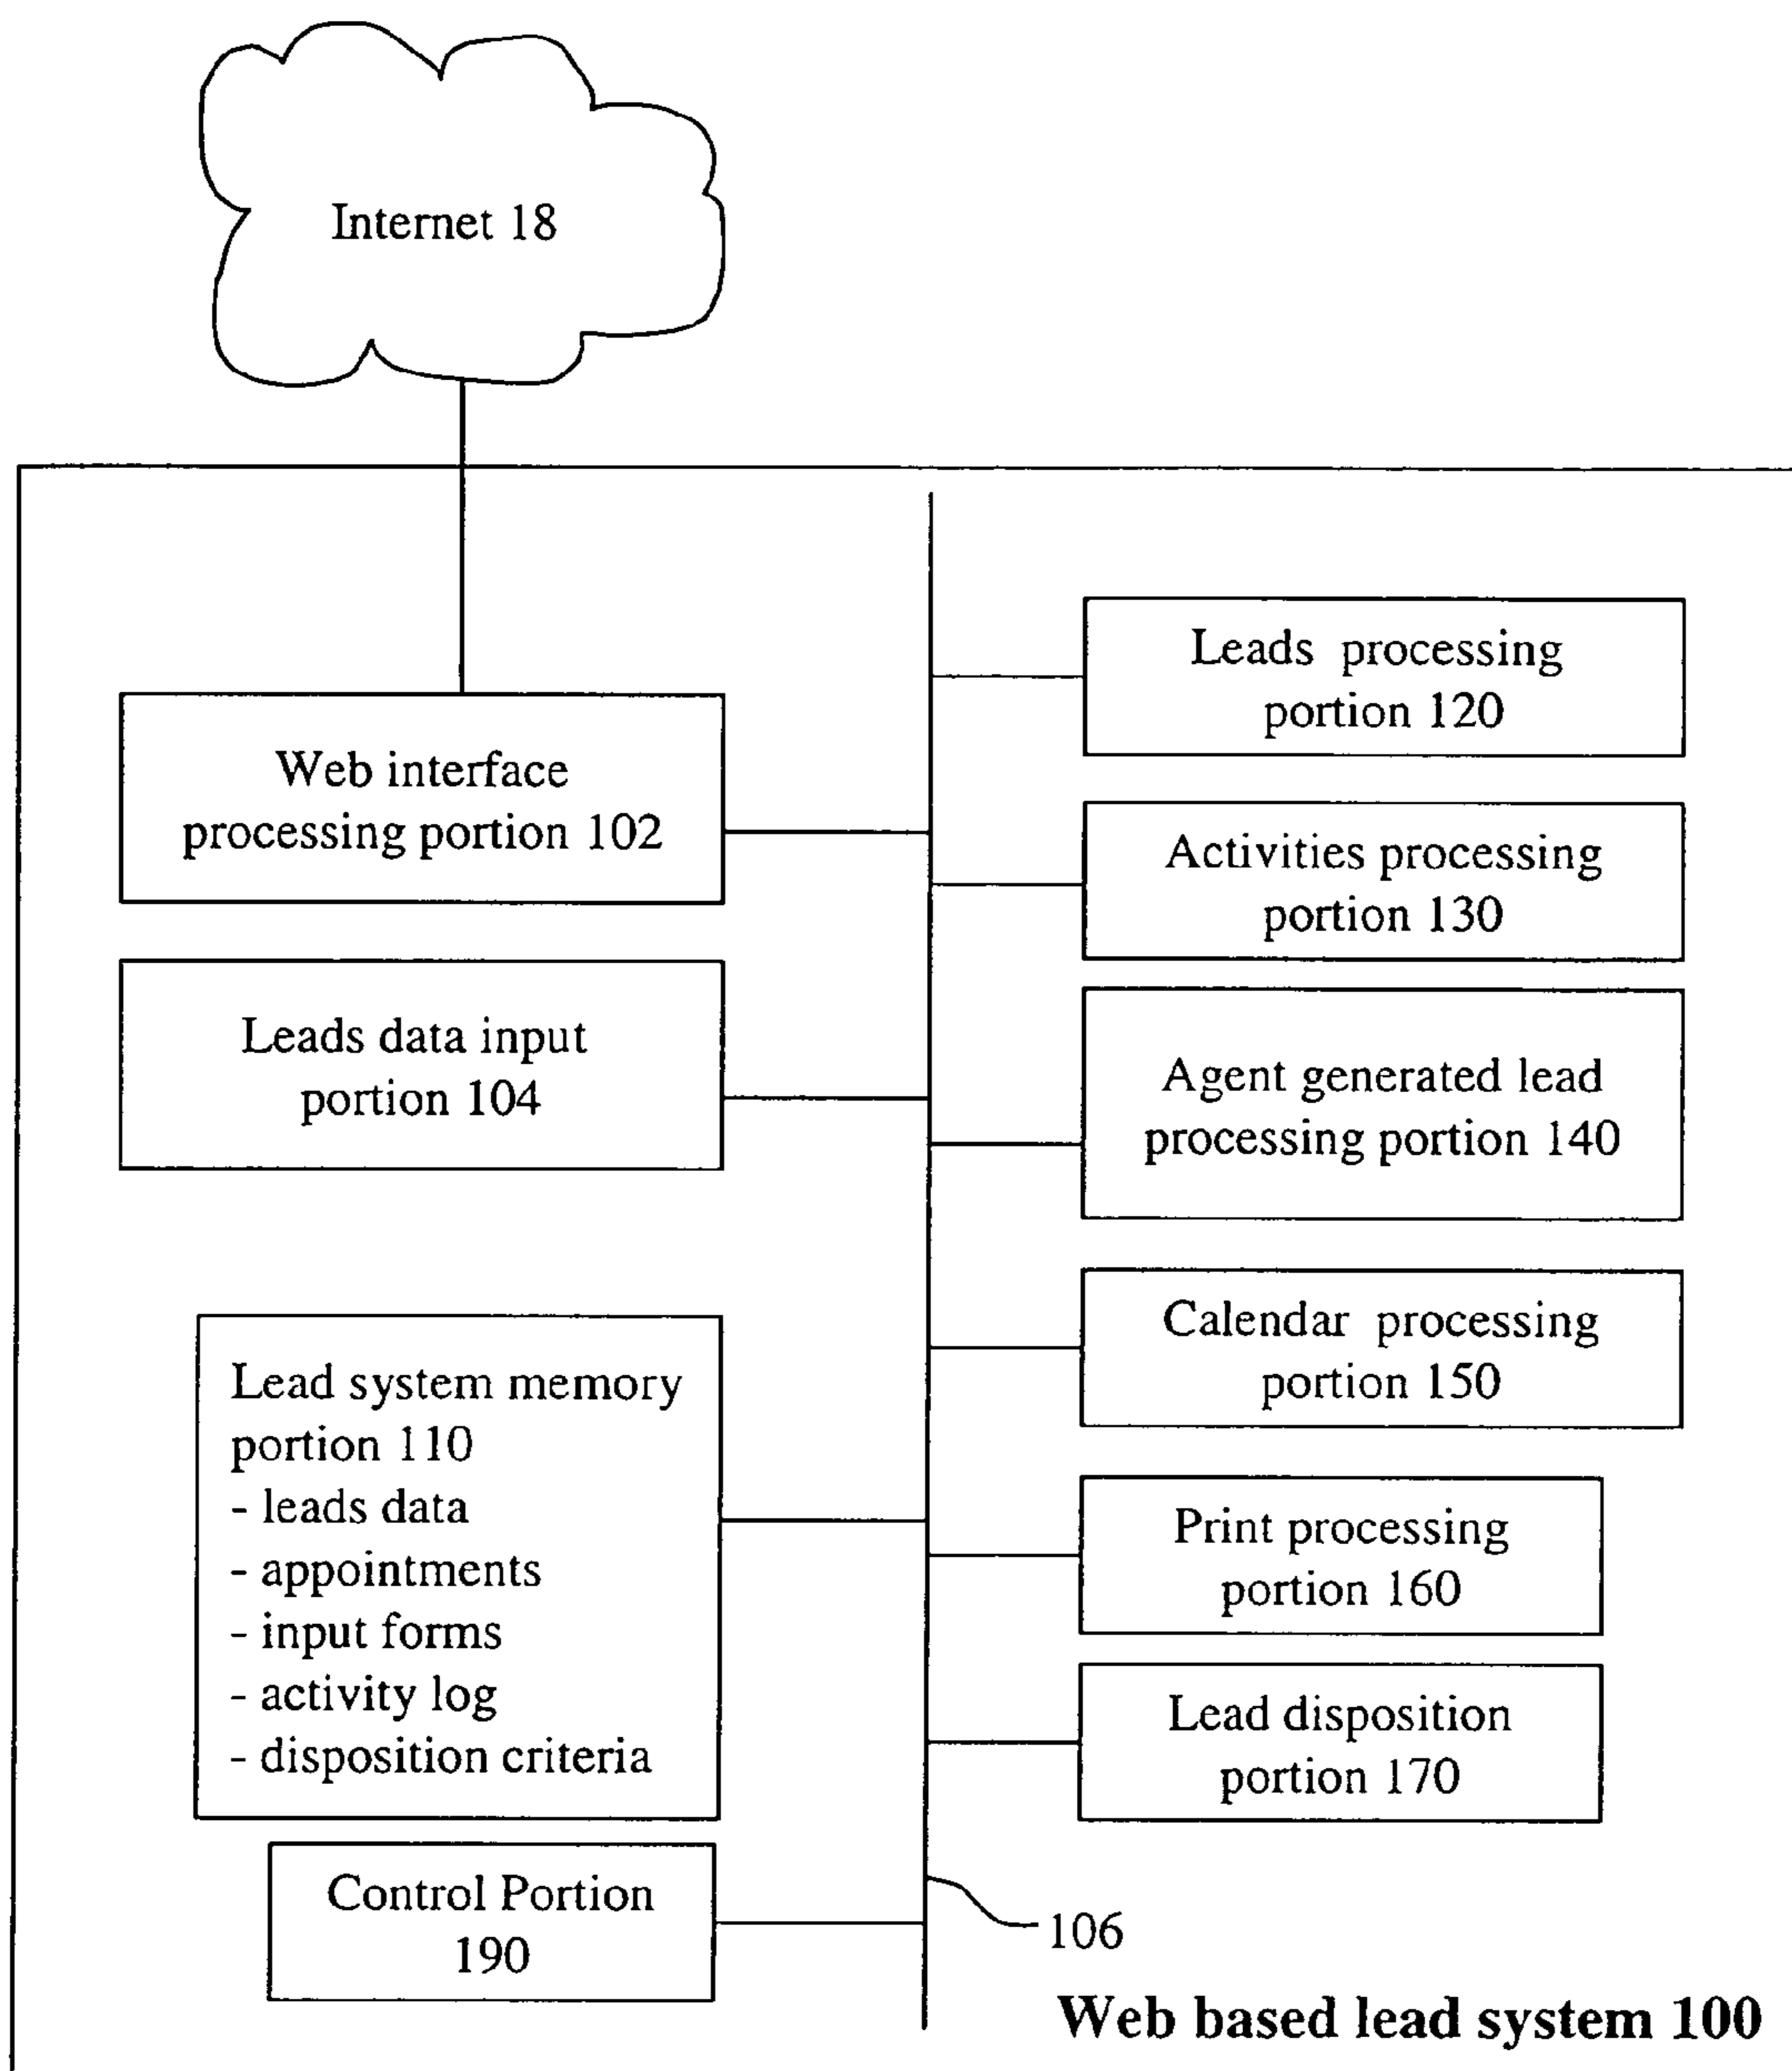 Internet 18
Web interface
processing portion 102
Leads data input
portion 104
Lead system memory
portion 110
- leads data
- appointments
- input forms
- activity log
- disposition criteria
Control Portion
190
Leads processing
portion 120
Activities processing
portion 130
Agent generated lead
processing portion 140
Calendar processing
portion 150
Print processing
portion 160
Lead disposition
portion 170
106
Web based lead system 100